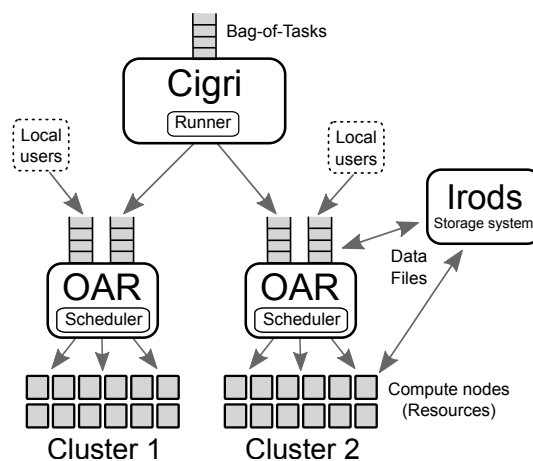 Bag-of-Tasks
Cigri
Runner
Local
users
Local
users
Irods
Storage system
OAR
Scheduler
OAR
Scheduler
Data
Files
Compute nodes
(Resources)
Cluster 1
Cluster 2